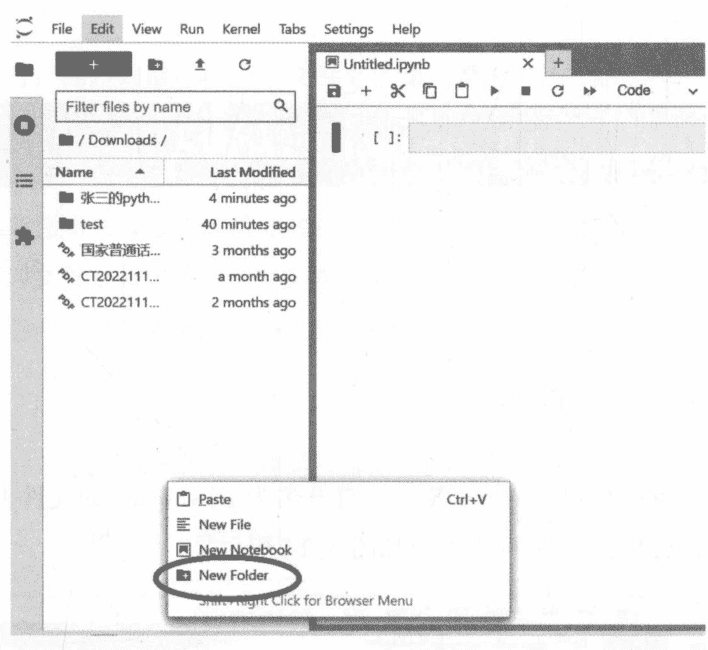 File Edit View Run Kernel Tabs Settings Help
+
Untitled.ipynb × +
Filter files by name
Code
/ Downloads /
[ ]:
Name Last Modified
张三的pyth... 4 minutes ago
test 40 minutes ago
国家普通话... 3 months ago
CT2022111... a month ago
CT2022111... 2 months ago
Paste Ctrl+V
New File
New Notebook
New Folder
Shift+Right Click for Browser Menu